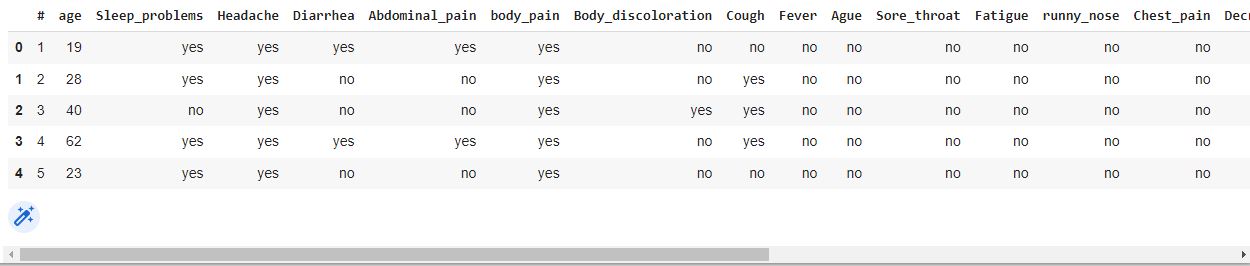 # age Sleep_problems Headache Diarrhea Abdominal_pain body_pain Body_discoloration Cough Fever Ague Sore_throat Fatigue runny_nose Chest_pain Decr
0 1 19 yes yes yes yes yes no no no no no no no no
1 2 28 yes yes no no yes no yes no no no no no no
2 3 40 no yes no no yes yes yes no no no no no no
3 4 62 yes yes yes yes yes no yes no no no no no no
4 5 23 yes yes no no yes no no no no no no no no